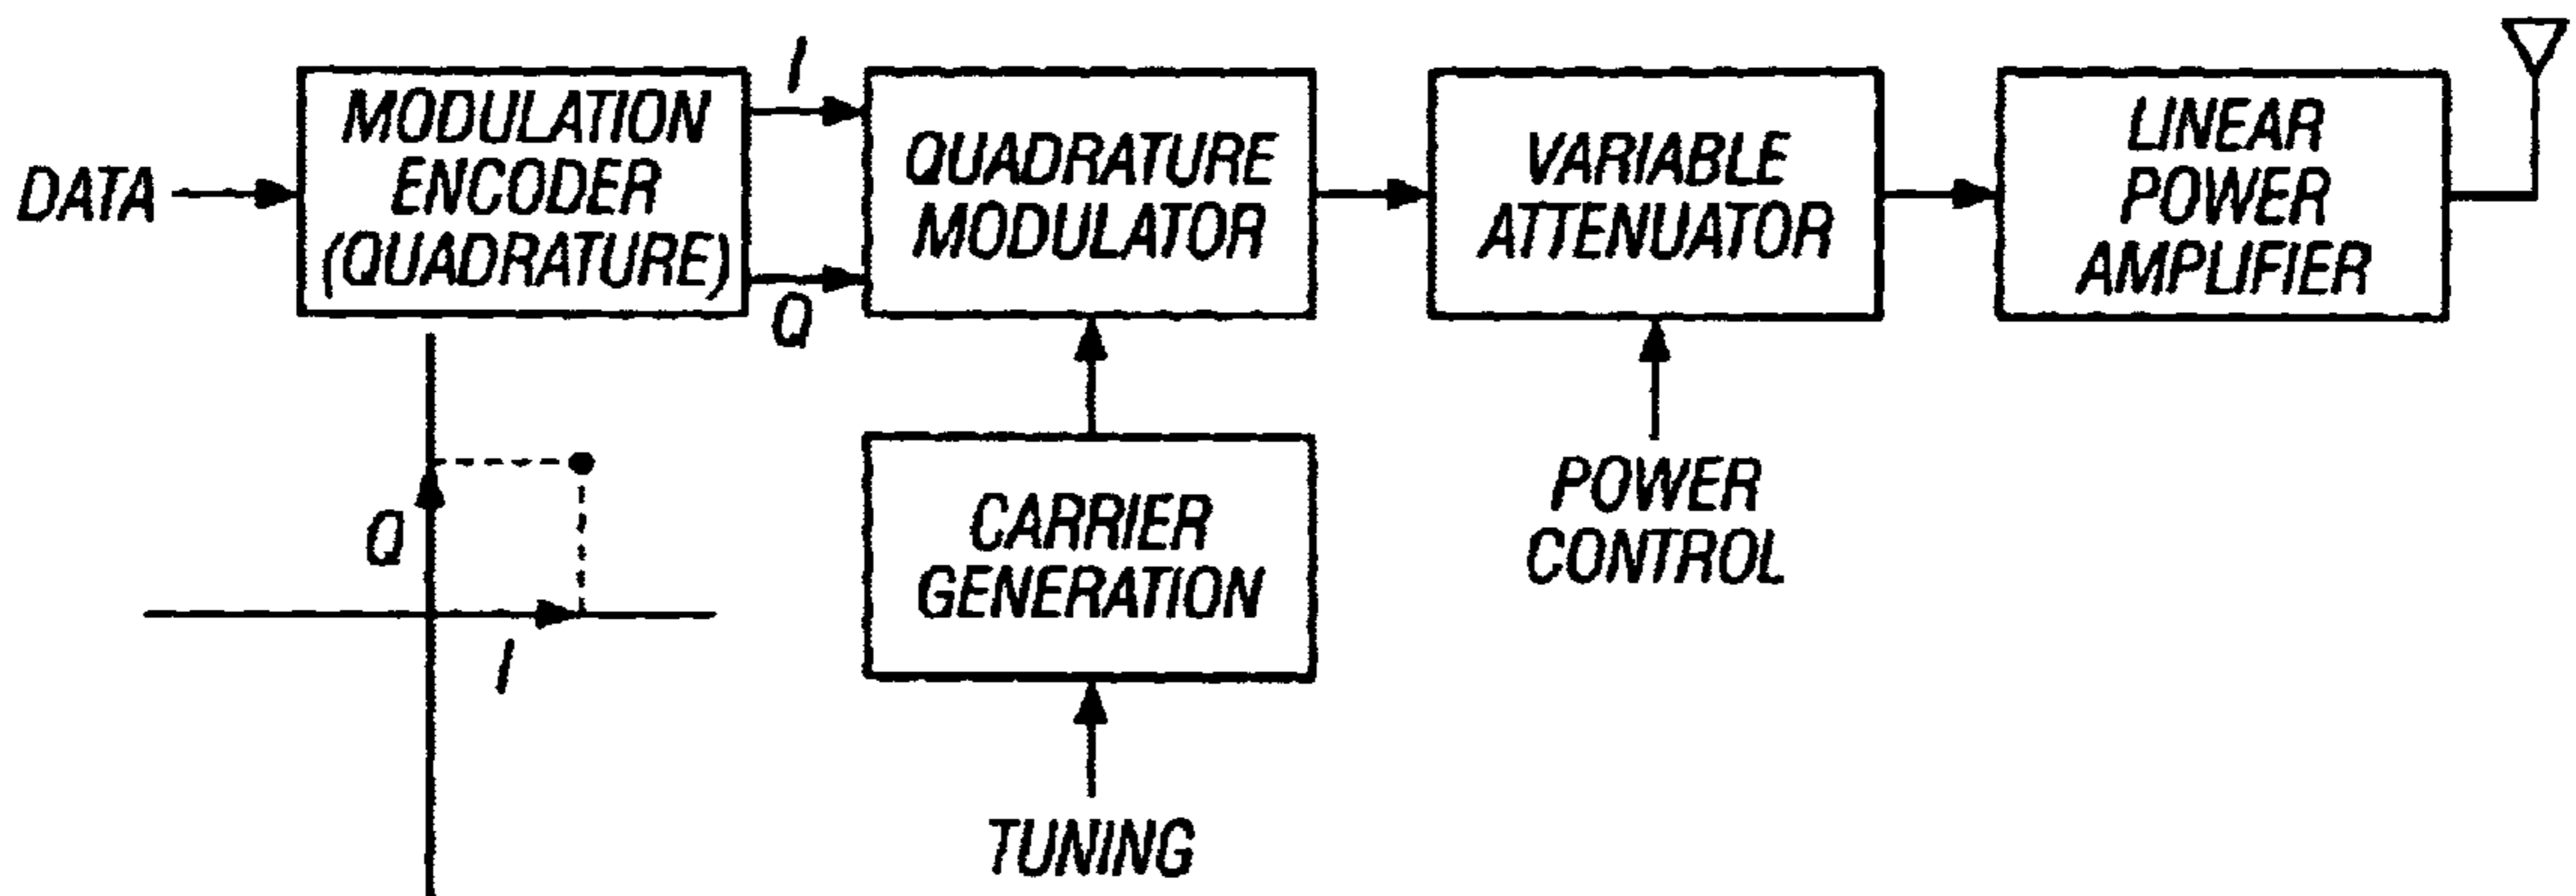 DATA
MODULATION
ENCODER
(QUADRATURE)
I
Q
QUADRATURE
MODULATOR
VARIABLE
ATTENUATOR
LINEAR
POWER
AMPLIFIER
Q
I
CARRIER
GENERATION
POWER
CONTROL
TUNING